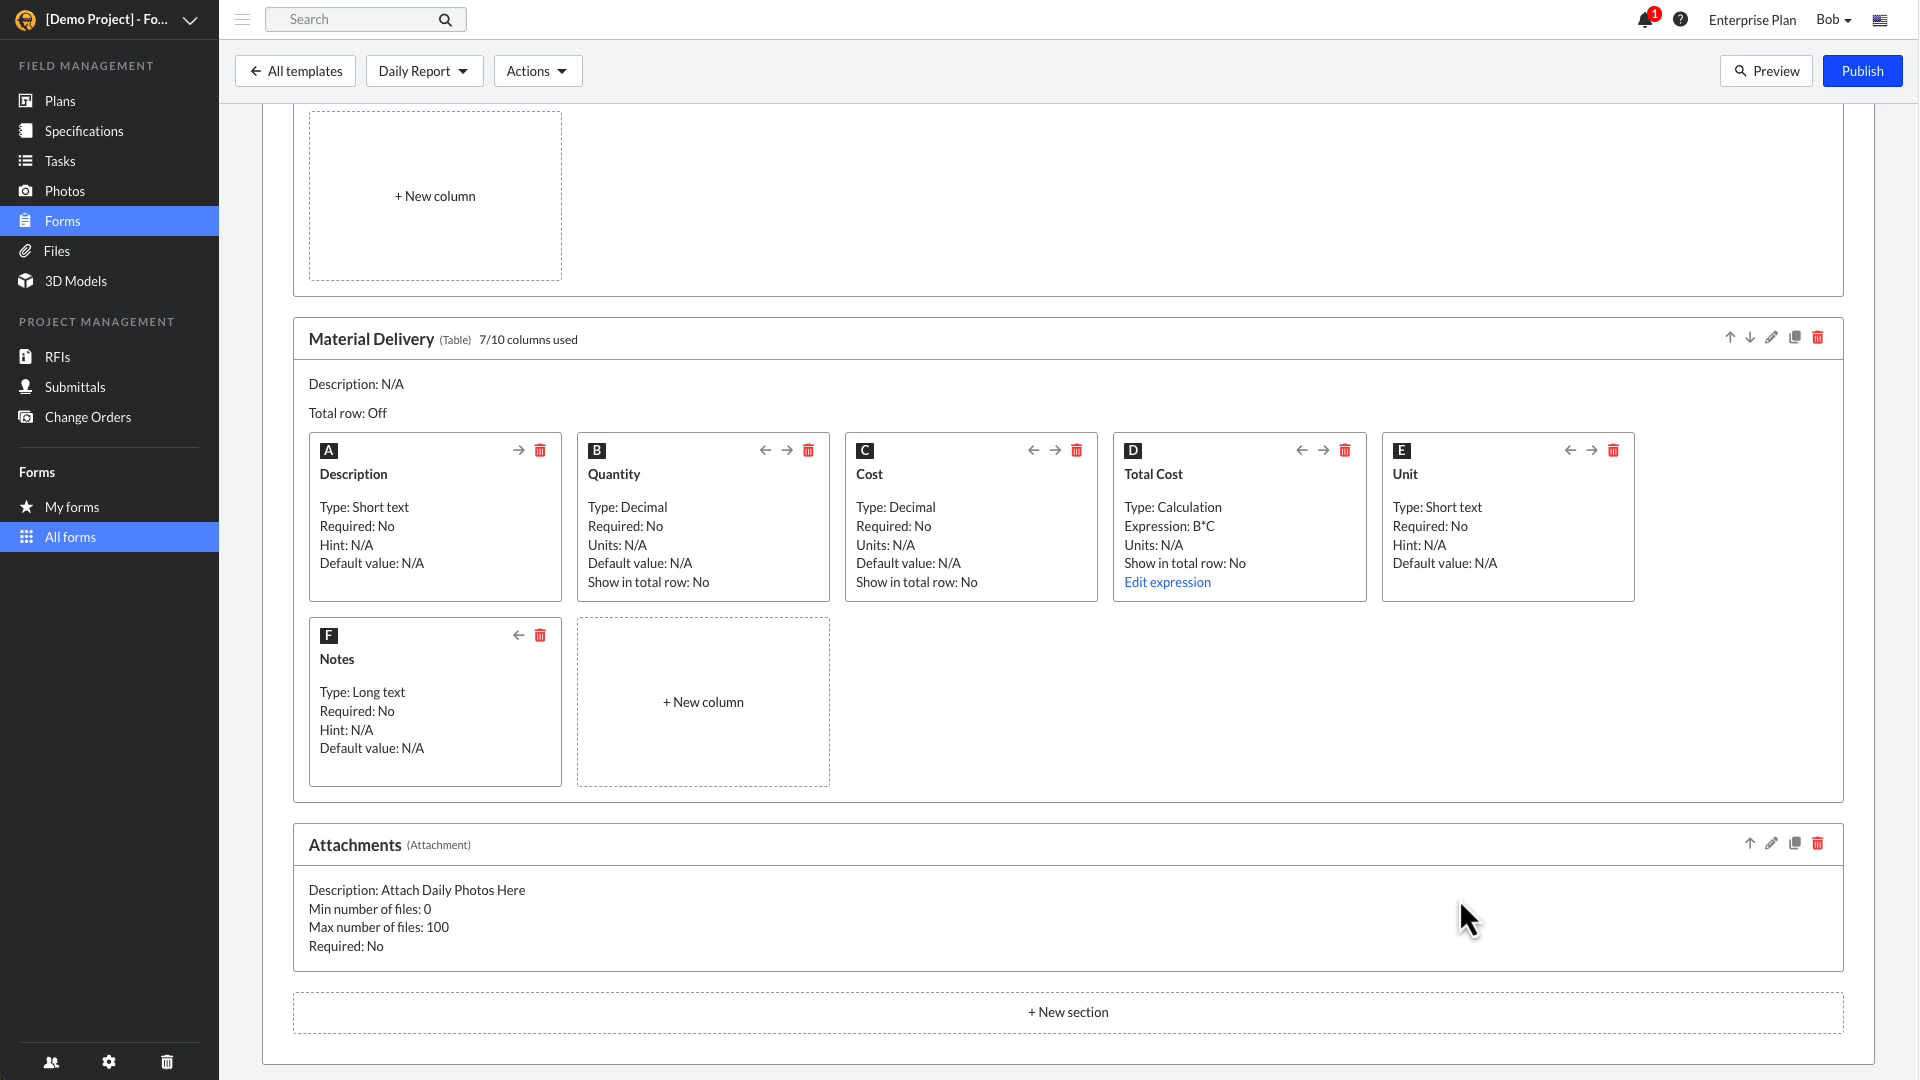 [Demo Project] - Fo...
Search
1
Enterprise Plan
Bob
All templates
Daily Report
Actions
Preview
Publish
FIELD MANAGEMENT
Plans
Specifications
Tasks
Photos
Forms
Files
3D Models
PROJECT MANAGEMENT
RFIs
Submittals
Change Orders
Forms
My forms
All forms
+ New column
Material Delivery (Table) 7/10 columns used
Description: N/A
Total row: Off
A
Description
Type: Short text
Required: No
Hint: N/A
Default value: N/A
B
Quantity
Type: Decimal
Required: No
Units: N/A
Default value: N/A
Show in total row: No
C
Cost
Type: Decimal
Required: No
Units: N/A
Default value: N/A
Show in total row: No
D
Total Cost
Type: Calculation
Expression: B*C
Units: N/A
Show in total row: No
Edit expression
E
Unit
Type: Short text
Required: No
Hint: N/A
Default value: N/A
F
Notes
Type: Long text
Required: No
Hint: N/A
Default value: N/A
+ New column
Attachments (Attachment)
Description: Attach Daily Photos Here
Min number of files: 0
Max number of files: 100
Required: No
+ New section